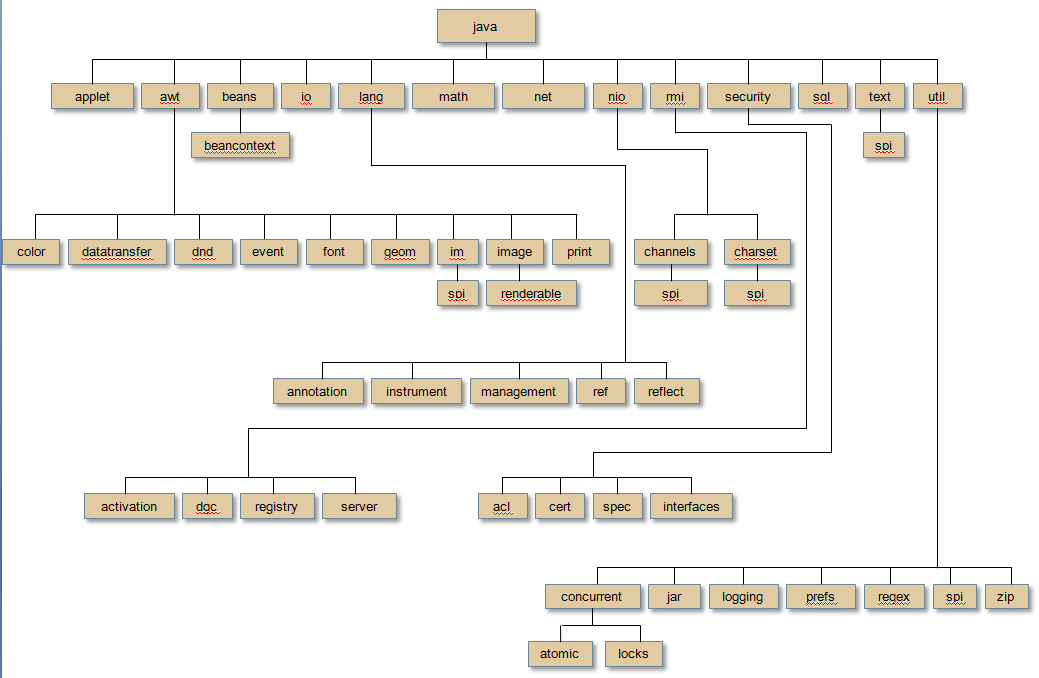 java
applet awt beans io lang math net nio rmi security sql text util
beancontext spi
color datatransfer dnd event font geom im image print channels charset
spi renderable spi spi
annotation instrument management ref reflect
activation dgc registry server acl cert spec interfaces
concurrent jar logging prefs regex spi zip
atomic locks